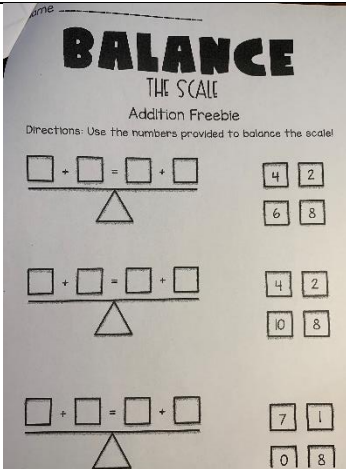 ame
BALANCE
THE SCALE
Addition Freebie
Directions: Use the numbers provided to balance the scale!
+ = + 4 2
6 8
+ = + 4 2
10 8
+ = + 7 1
0 8